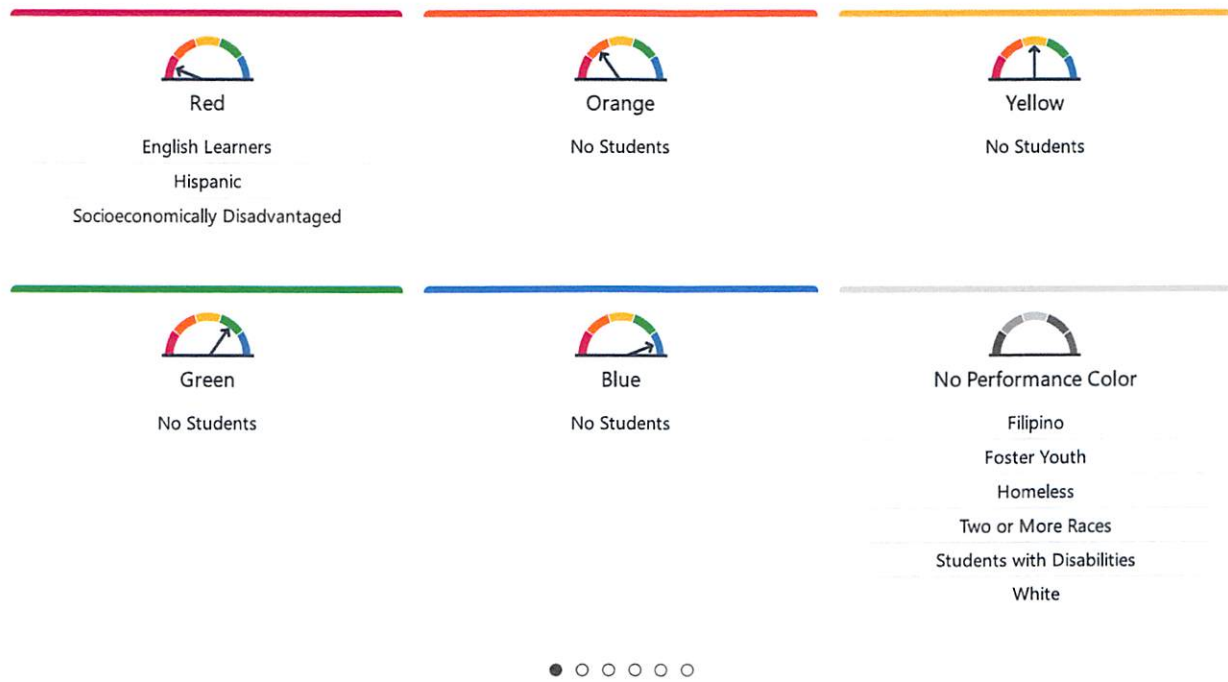 Red
English Learners
Hispanic
Socioeconomically Disadvantaged
Orange
No Students
Yellow
No Students
Green
No Students
Blue
No Students
No Performance Color
Filipino
Foster Youth
Homeless
Two or More Races
Students with Disabilities
White